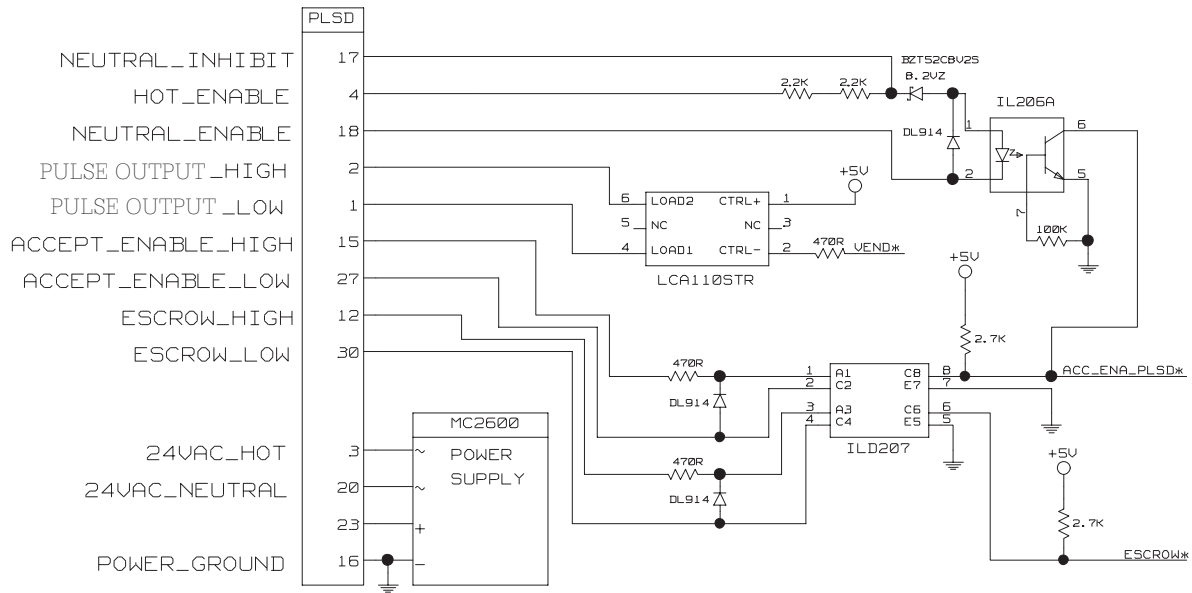 PLSD
NEUTRAL_INHIBIT 17
HOT_ENABLE 4
NEUTRAL_ENABLE 18
PULSE OUTPUT_HIGH 2
PULSE OUTPUT_LOW 1
ACCEPT_ENABLE_HIGH 15
ACCEPT_ENABLE_LOW 27
ESCROW_HIGH 12
ESCROW_LOW 30
24VAC_HOT 3
24VAC_NEUTRAL 20
23
POWER_GROUND 16
MC2600
~ POWER
SUPPLY
~
+
-
2.2K 2.2K
BZT52C8V2S
8.2VZ
DL914
IL206A
1 6
2 5
7
100K
+5V
6 LOAD2 CTRL+ 1
5 NC NC 3
4 LOAD1 CTRL- 2
470R VEND*
LCA110STR
+5V
2.7K
ACC_ENA_PLSD*
470R
DL914
470R
DL914
1 A1 C8 8
2 C2 E7 7
3 A3 C6 6
4 C4 E5 5
ILD207
+5V
2.7K
ESCROW*